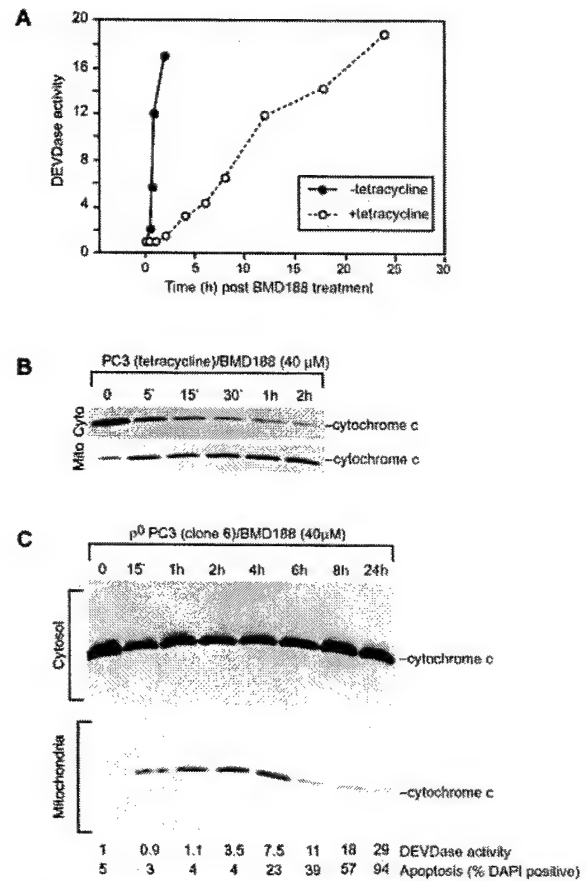 A
20
16
12
8
4
0
DEVDase activity
-tetracycline
+tetracycline
0 5 10 15 20 25 30
Time (h) post BMD188 treatment
B
PC3 (tetracycline)/BMD188 (40 µM)
0 5' 15' 30' 1h 2h
Cyto
-cytochrome c
Mito
-cytochrome c
C
ρ0 PC3 (clone 6)/BMD188 (40µM)
0 15' 1h 2h 4h 6h 8h 24h
Cytosol
-cytochrome c
Mitochondria
-cytochrome c
1 0.9 1.1 3.5 7.5 11 18 29 DEVDase activity
5 3 4 4 23 39 57 94 Apoptosis (% DAPI positive)